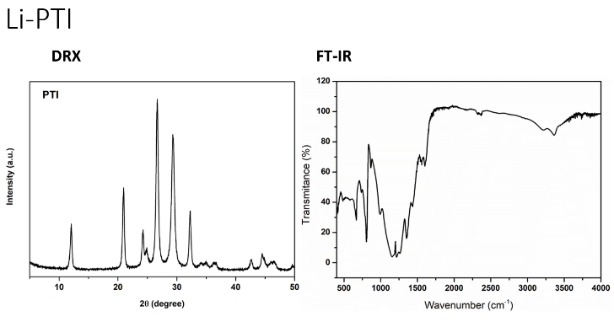 Li-PTI
DRX
FT-IR
PTI
Intensity (a.u.)
10
20
30
40
50
2θ (degree)
120
100
80
60
40
20
0
Transmitance (%)
500
1000
1500
2000
2500
3000
3500
4000
Wavenumber (cm⁻¹)